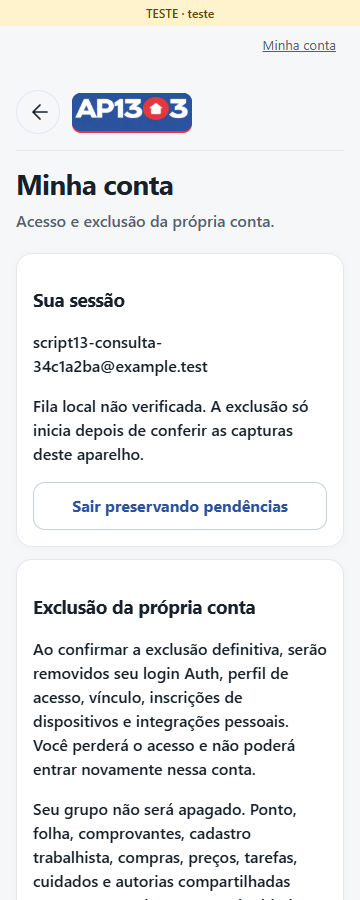 TESTE · teste
Minha conta
AP1303
Minha conta
Acesso e exclusão da própria conta.
Sua sessão
script13-consulta-
34c1a2ba@example.test
Fila local não verificada. A exclusão só
inicia depois de conferir as capturas
deste aparelho.
Sair preservando pendências
Exclusão da própria conta
Ao confirmar a exclusão definitiva, serão
removidos seu login Auth, perfil de
acesso, vínculo, inscrições de
dispositivos e integrações pessoais.
Você perderá o acesso e não poderá
entrar novamente nessa conta.
Seu grupo não será apagado. Ponto,
folha, comprovantes, cadastro
trabalhista, compras, preços, tarefas,
cuidados e autorias compartilhadas